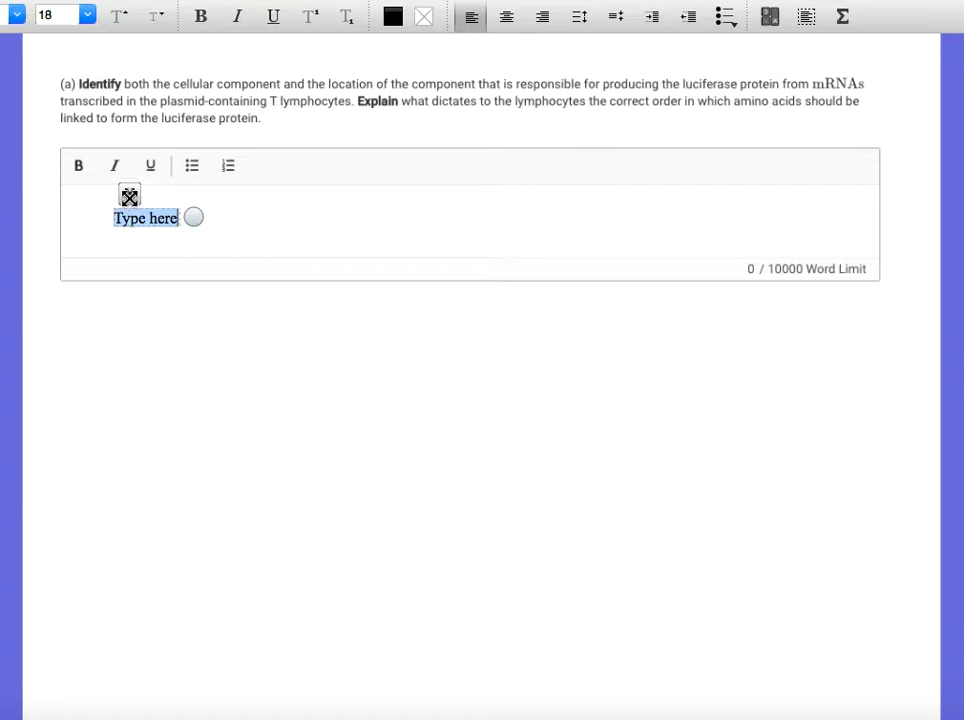 18
(a) Identify both the cellular component and the location of the component that is responsible for producing the luciferase protein from mRNAs
transcribed in the plasmid-containing T lymphocytes. Explain what dictates to the lymphocytes the correct order in which amino acids should be
linked to form the luciferase protein.
B I U
Type here
0 / 10000 Word Limit